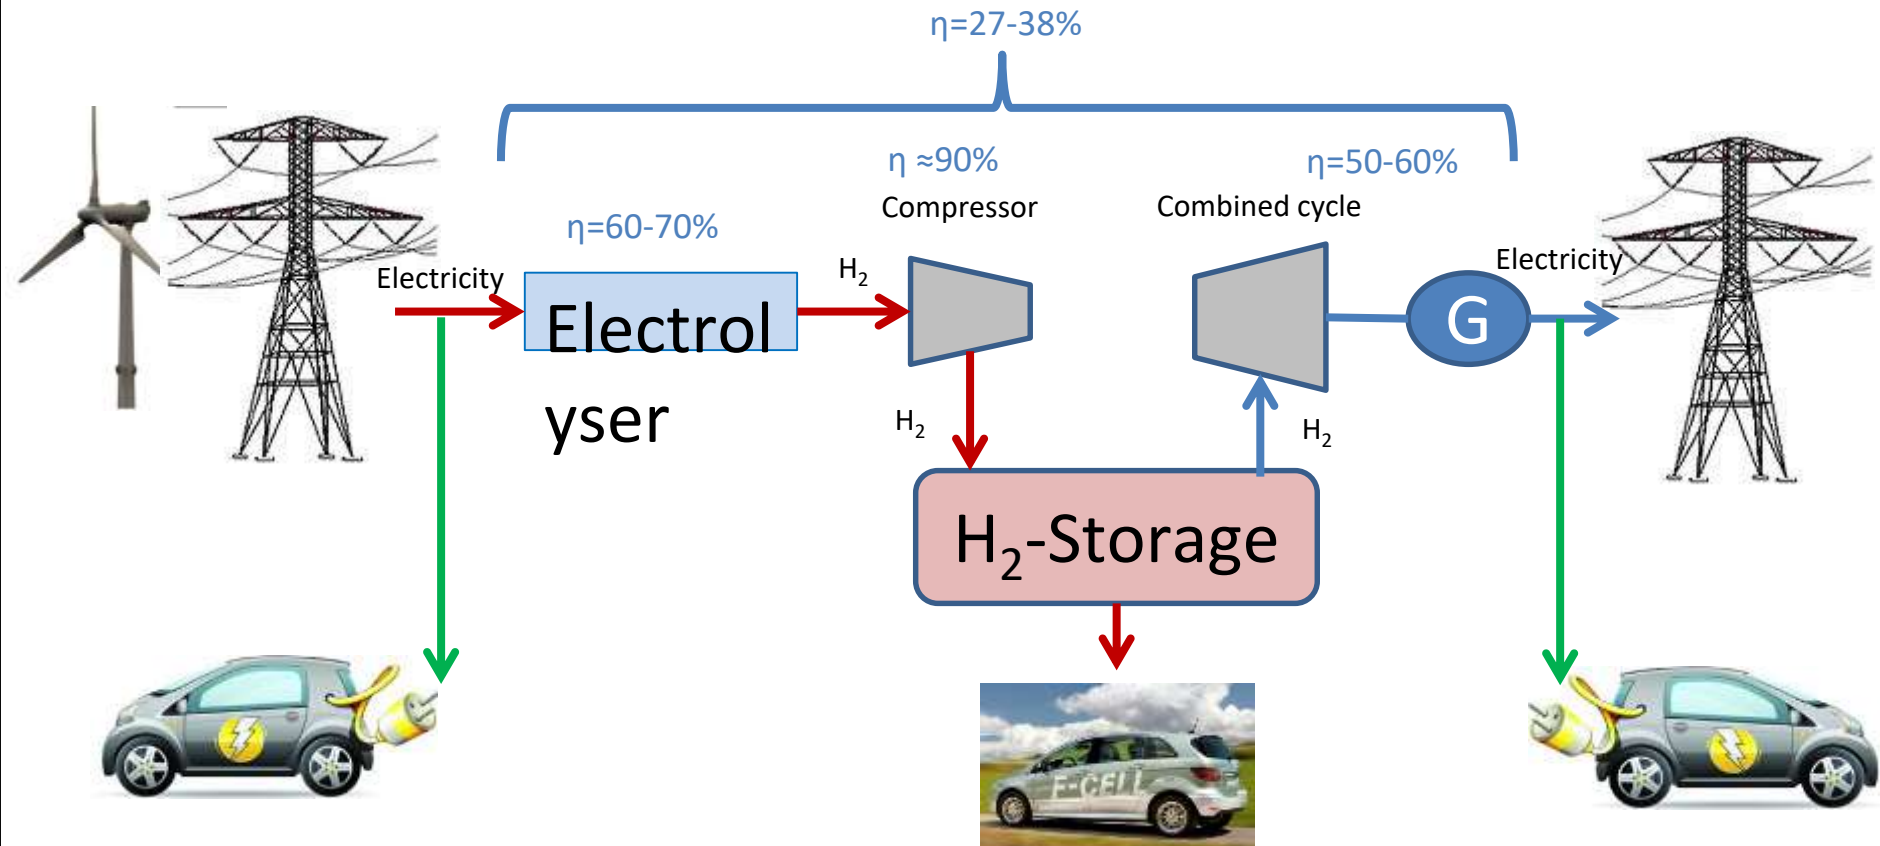 η=27-38%
η ≈90%
Compressor
η=50-60%
Combined cycle
η=60-70%
Electricity
H₂
Electricity
Electrol
yser
G
H₂
H₂
H₂-Storage
F-CELL